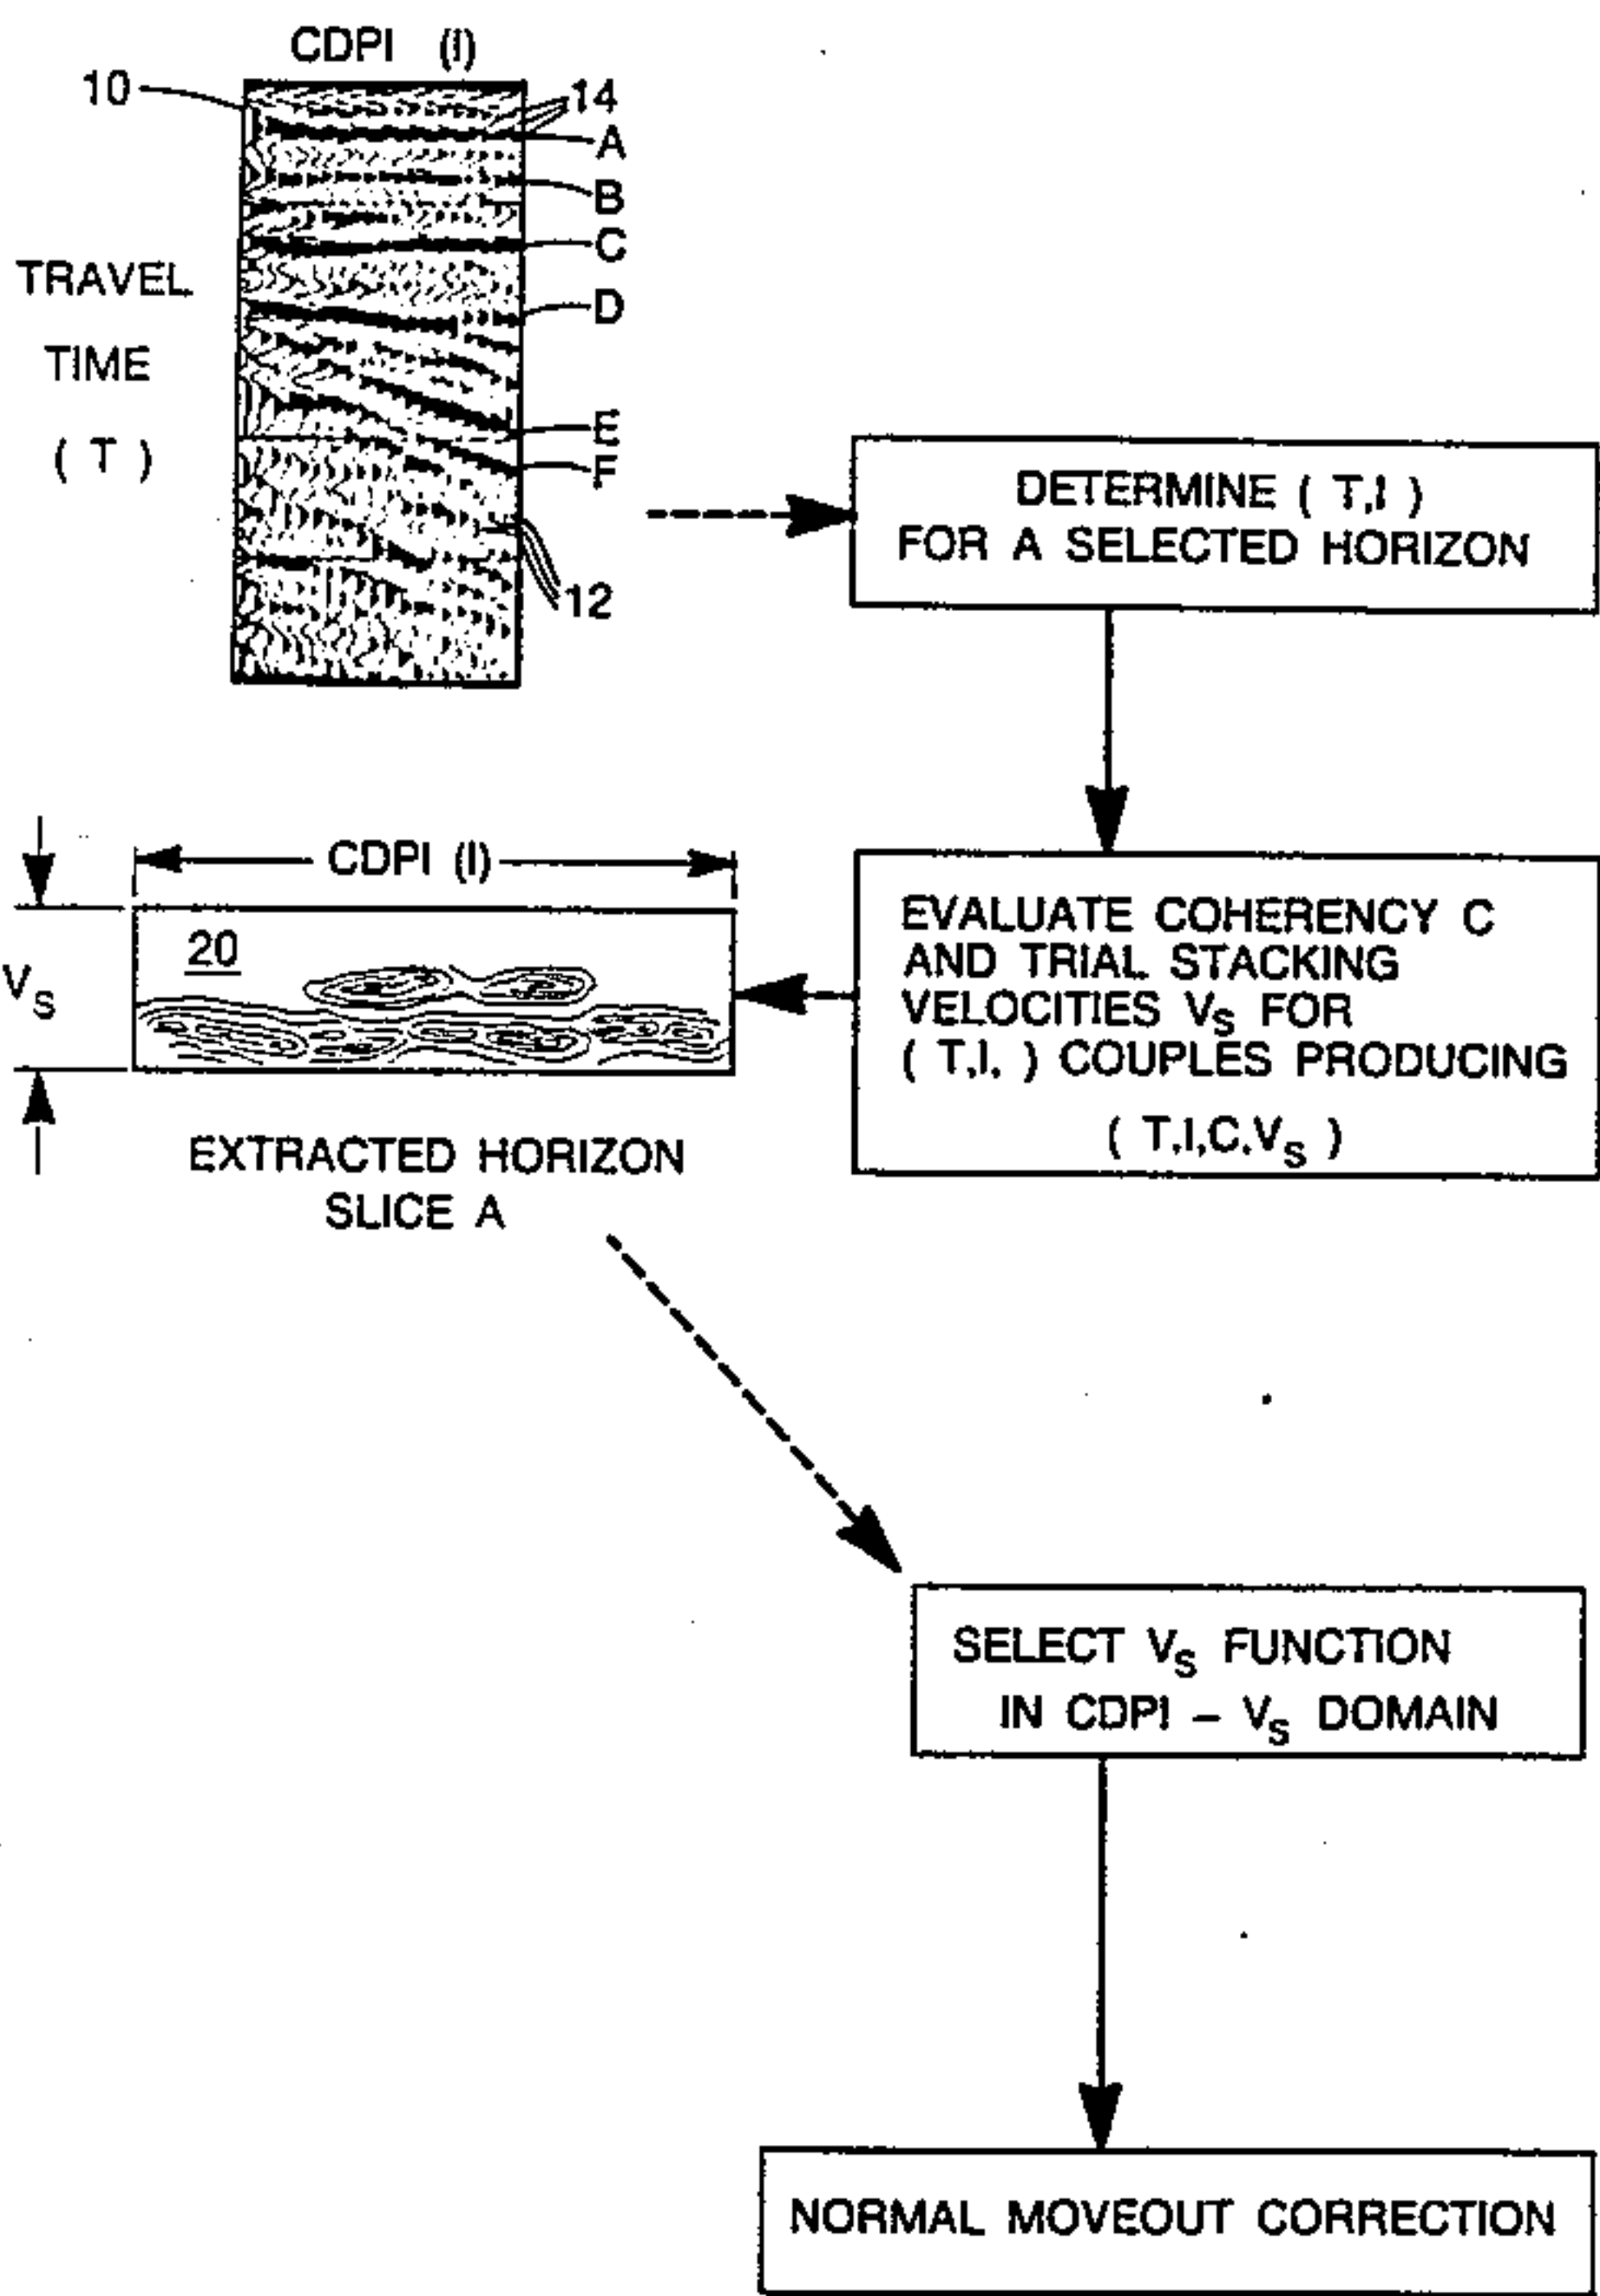 CDPI (I)
10
14
A
B
C
TRAVEL
TIME
( T )
D
E
F
12
DETERMINE ( T,I )
FOR A SELECTED HORIZON
CDPI (I)
20
VS
EVALUATE COHERENCY C
AND TRIAL STACKING
VELOCITIES VS FOR
( T,I, ) COUPLES PRODUCING
( T,I,C,VS )
EXTRACTED HORIZON
SLICE A
SELECT VS FUNCTION
IN CDPI – VS DOMAIN
NORMAL MOVEOUT CORRECTION